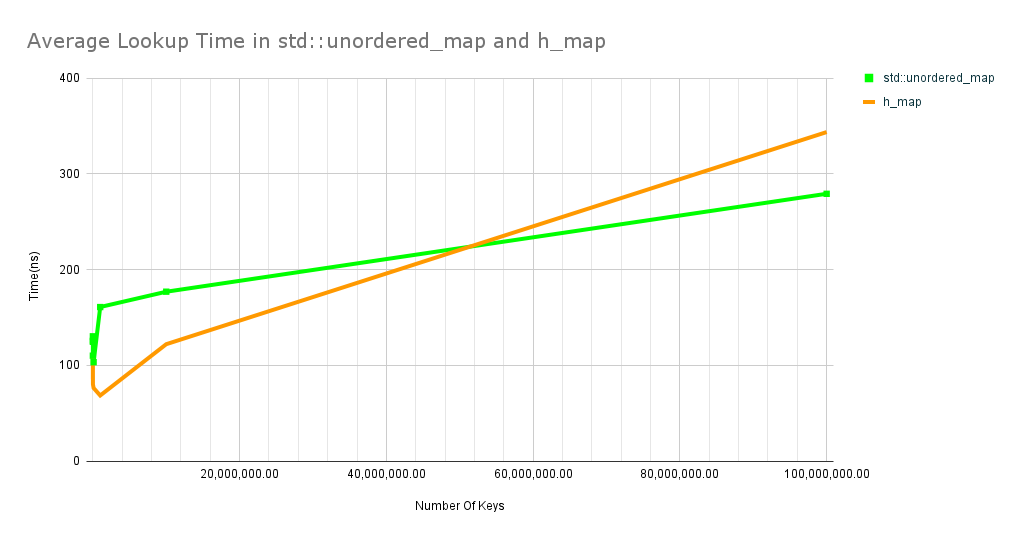 Average Lookup Time in std::unordered_map and h_map
400
std::unordered_map
h_map
300
200
100
0
Time(ns)
20,000,000.00 40,000,000.00 60,000,000.00 80,000,000.00 100,000,000.00
Number Of Keys